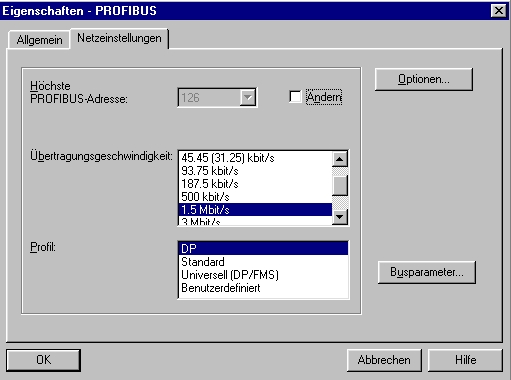 Eigenschaften - PROFIBUS
Allgemein Netzeinstellungen
Höchste
PROFIBUS-Adresse: 126 Ändern Optionen...
Übertragungsgeschwindigkeit: 45.45 (31.25) kbit/s
93.75 kbit/s
187.5 kbit/s
500 kbit/s
1.5 Mbit/s
3 Mbit/s
Profil: DP
Standard
Universell (DP/FMS)
Benutzerdefiniert
Busparameter...
OK Abbrechen Hilfe